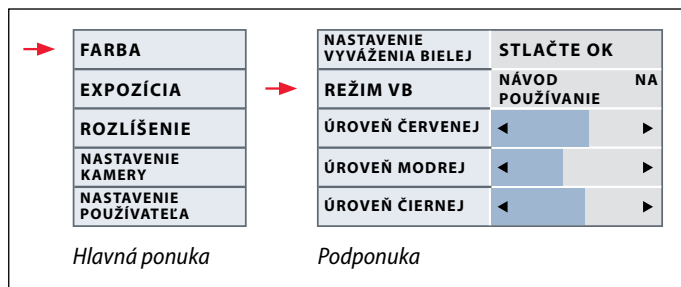 FARBA
EXPOZÍCIA
ROZLÍŠENIE
NASTAVENIE
KAMERY
NASTAVENIE
POUŽÍVATEĽA
Hlavná ponuka
NASTAVENIE
VYVÁŽENIA BIELEJ
STLAČTE OK
REŽIM VB
NÁVOD NA
POUŽÍVANIE
ÚROVEŇ ČERVENEJ
ÚROVEŇ MODREJ
ÚROVEŇ ČIERNEJ
Podponuka